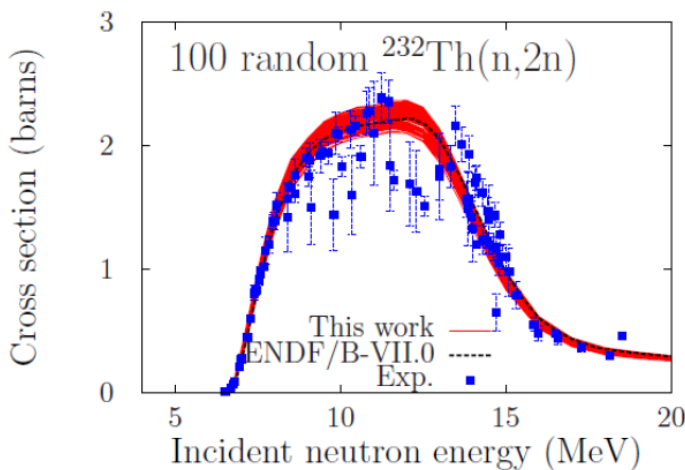 3
100 random ²³²Th(n,2n)
2
1
This work
ENDF/B-VII.0
Exp.
0
5 10 15 20
Incident neutron energy (MeV)
Cross section (barns)